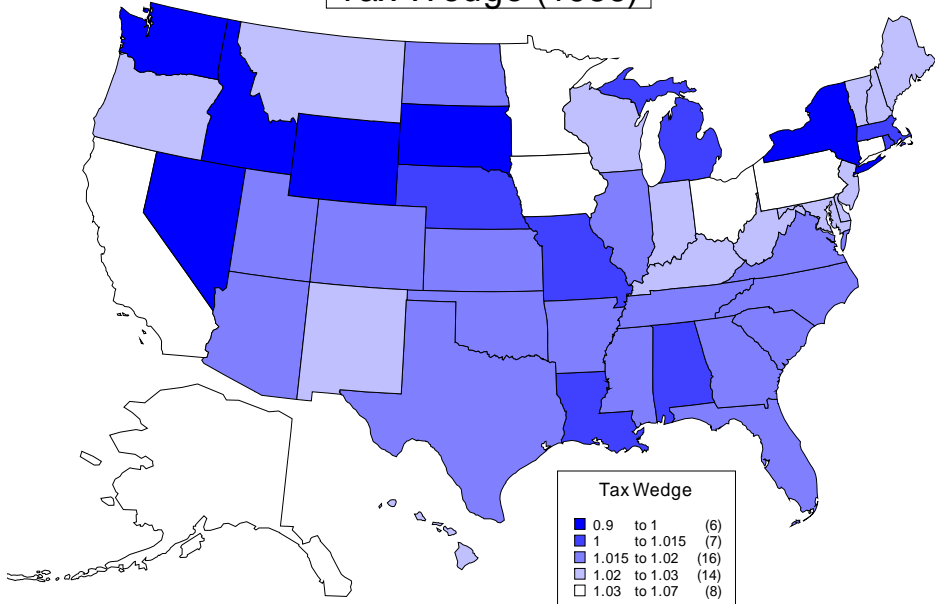 Tax Wedge
0.9 to 1 (6)
1 to 1.015 (7)
1.015 to 1.02 (16)
1.02 to 1.03 (14)
1.03 to 1.07 (8)